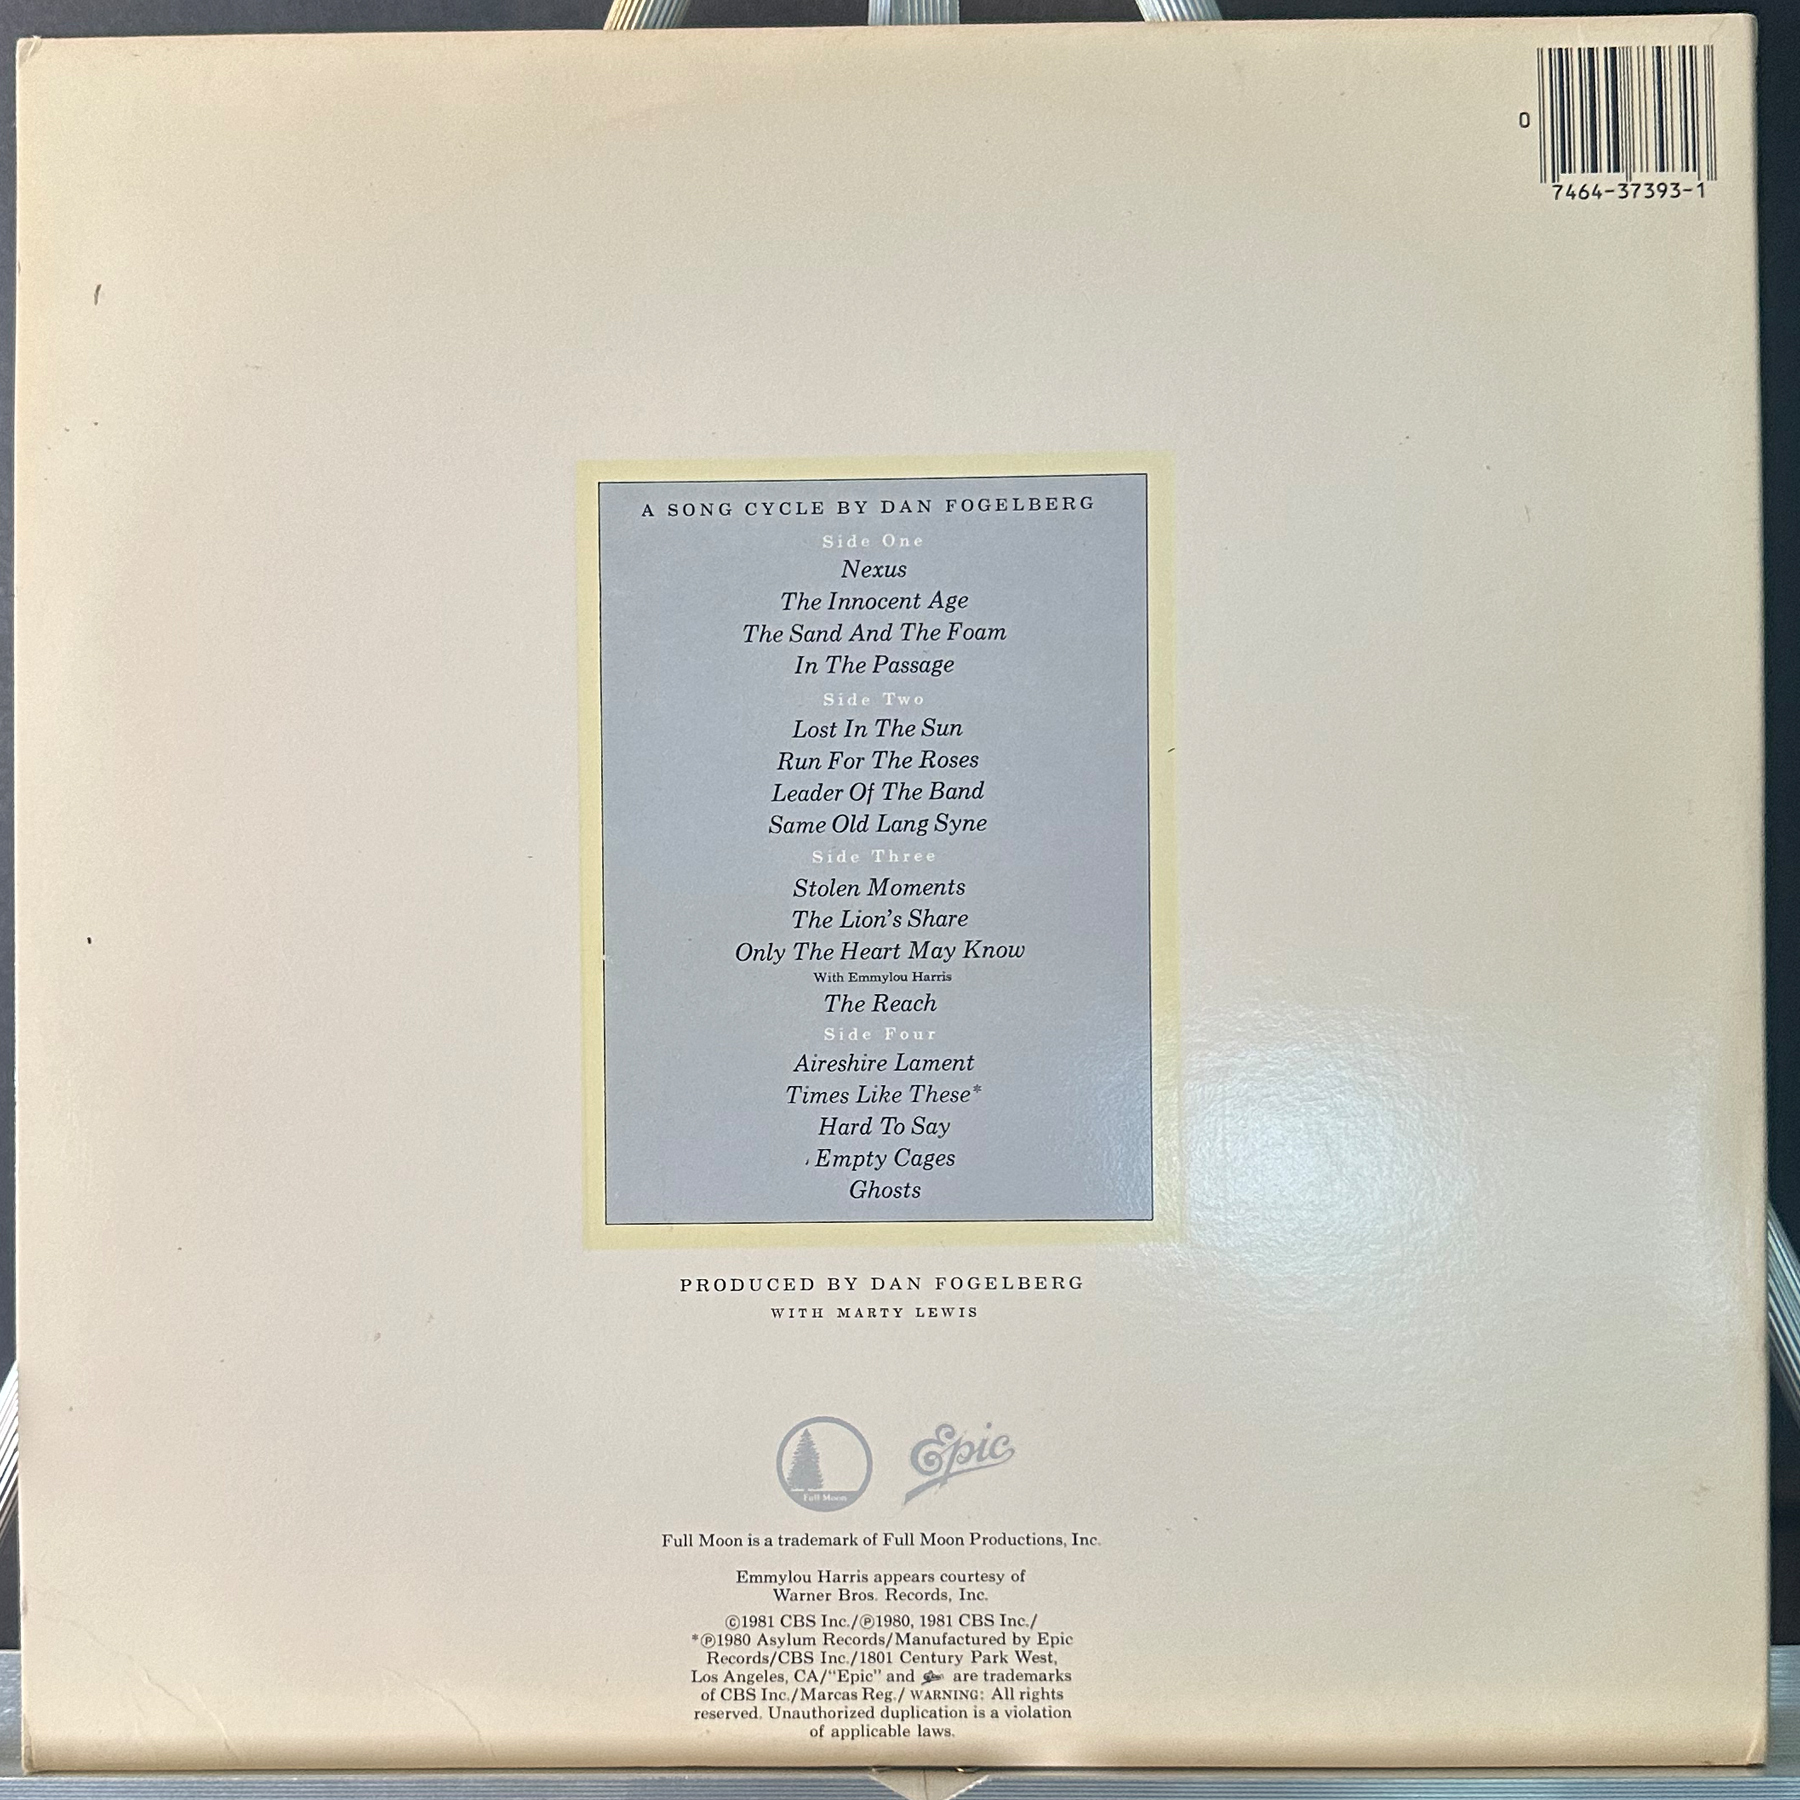 0
7464-37393-1
A SONG CYCLE BY DAN FOGELBERG
Side One
Nexus
The Innocent Age
The Sand And The Foam
In The Passage
Side Two
Lost In The Sun
Run For The Roses
Leader Of The Band
Same Old Lang Syne
Side Three
Stolen Moments
The Lion's Share
Only The Heart May Know
With Emmylou Harris
The Reach
Side Four
Aireshire Lament
Times Like These*
Hard To Say
Empty Cages
Ghosts
PRODUCED BY DAN FOGELBERG
WITH MARTY LEWIS
Full Moon
Epic
Full Moon is a trademark of Full Moon Productions, Inc.
Emmylou Harris appears courtesy of
Warner Bros. Records, Inc.
©1981 CBS Inc./℗1980, 1981 CBS Inc./
*℗1980 Asylum Records/Manufactured by Epic
Records/CBS Inc./1801 Century Park West,
Los Angeles, CA/"Epic" and Epic are trademarks
of CBS Inc./Marcas Reg./ WARNING: All rights
reserved. Unauthorized duplication is a violation
of applicable laws.